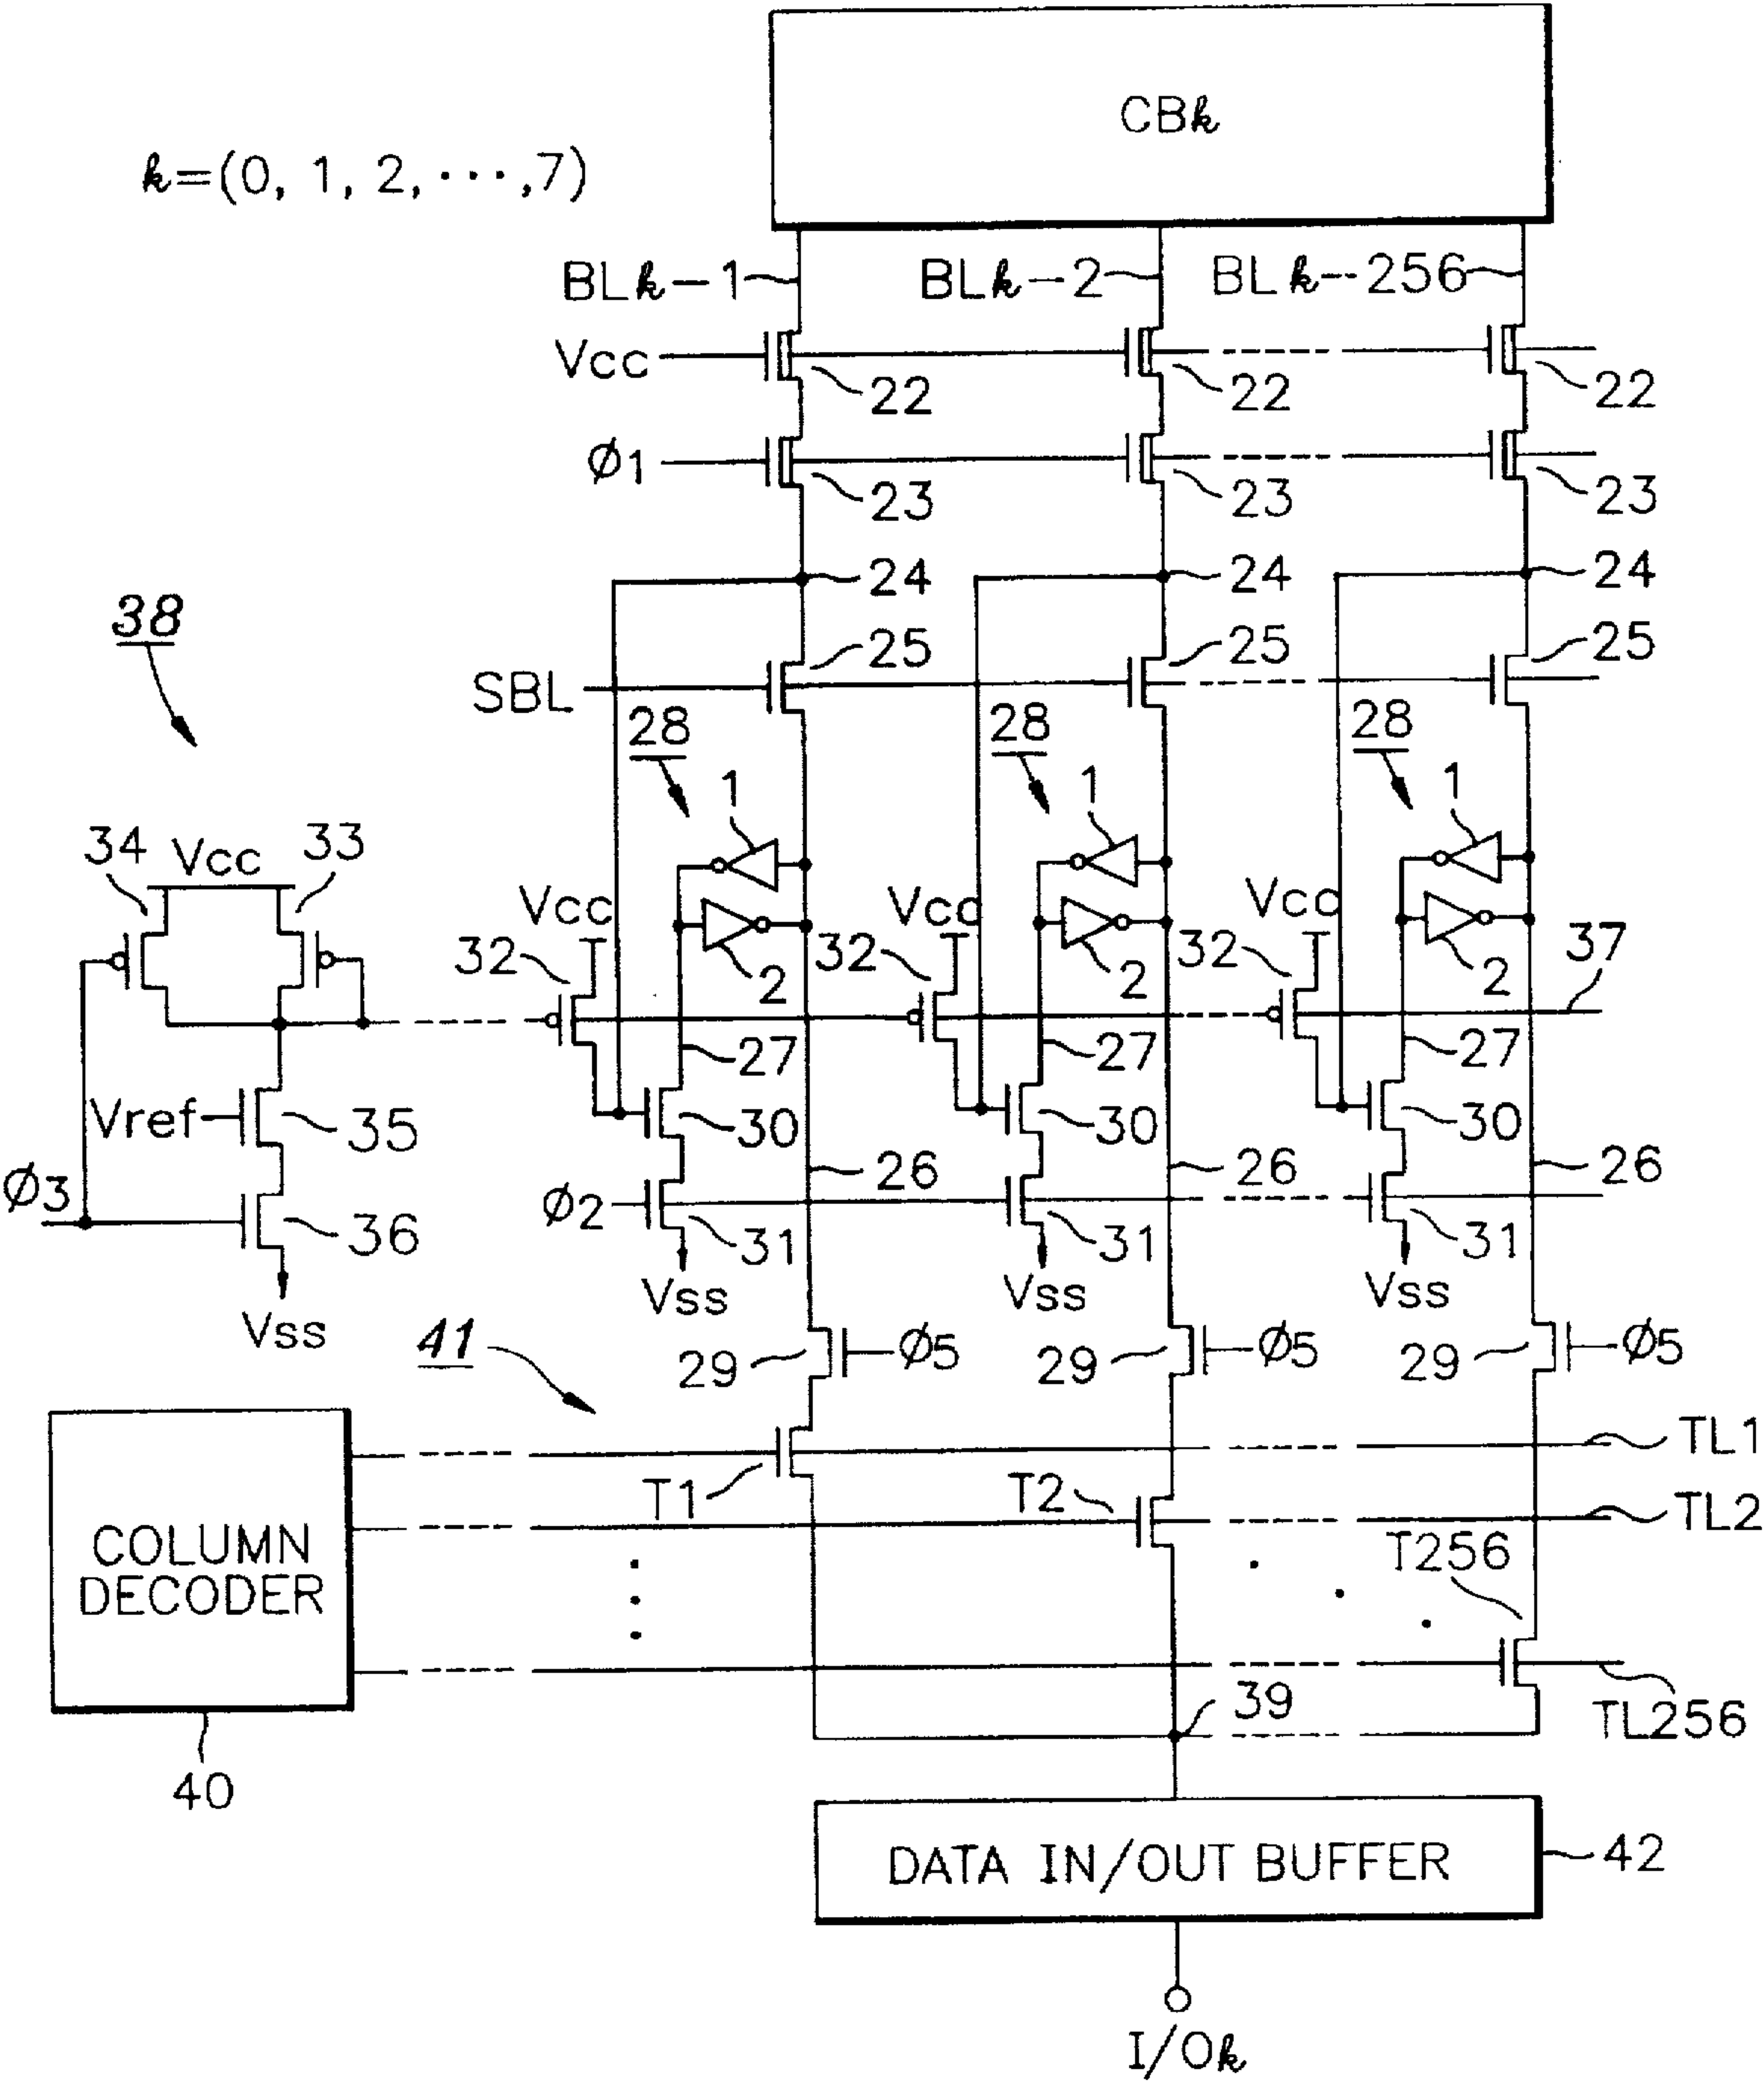 CBk
k=(0, 1, 2, ･･･,7)
BLk-1 BLk-2 BLk-256
Vcc 22 22 22
Ø1 23 23 23
24 24 24
38
SBL 25 25 25
28 28 28
1 1 1
34 Vcc 33
Vcc Vcc Vcc
32 2 32 2 32 2 37
27 27 27
Vref 35 30 30 30
Ø3 26 26 26
36 Ø2 31 31 31
Vss Vss Vss Vss
41 29 Ø5 29 Ø5 29 Ø5
TL1
T1 T2 TL2
COLUMN
DECODER
T256
39 TL256
40
DATA IN/OUT BUFFER 42
I/Ok